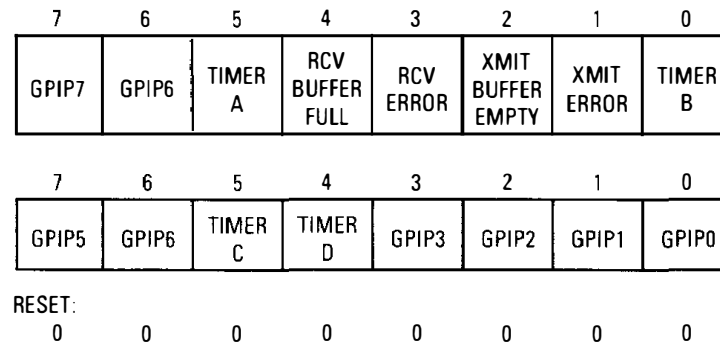 7 6 5 4 3 2 1 0
GPIP7 GPIP6 TIMER A RCV BUFFER FULL RCV ERROR XMIT BUFFER EMPTY XMIT ERROR TIMER B
7 6 5 4 3 2 1 0
GPIP5 GPIP6 TIMER C TIMER D GPIP3 GPIP2 GPIP1 GPIP0
RESET:
0 0 0 0 0 0 0 0